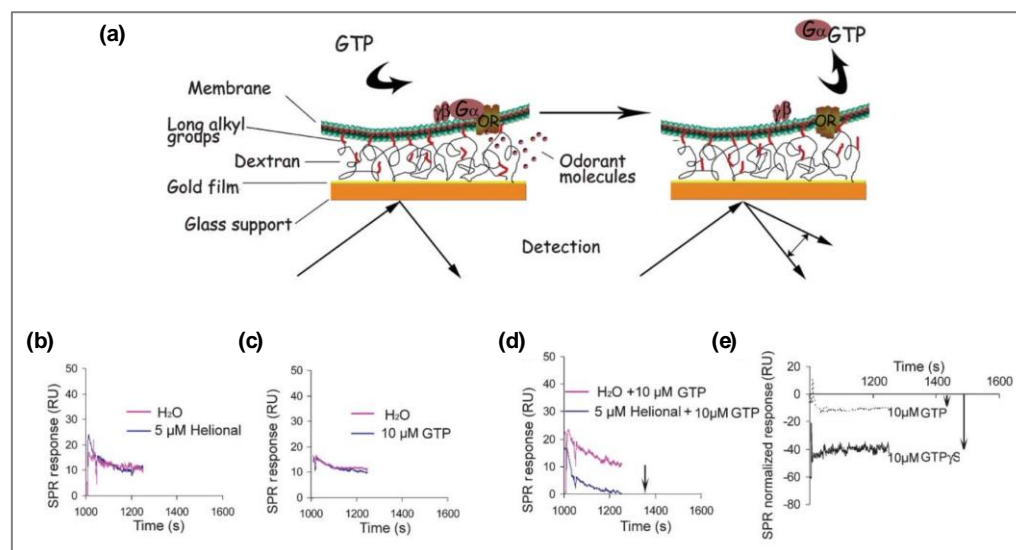 (a)
GTP
Gα GTP
Membrane
γβ Gα
OR
γβ
OR
Long alkyl
groups
Dextran
Odorant
molecules
Gold film
Glass support
Detection
(b)
SPR response (RU)
50
40
30
20
10
0
H₂O
5 µM Helional
1000 1200 1400 1600
Time (s)
(c)
SPR response (RU)
50
40
30
20
10
0
H₂O
10 µM GTP
1000 1200 1400 1600
Time (s)
(d)
SPR response (RU)
50
40
30
20
10
0
H₂O +10 µM GTP
5 µM Helional + 10µM GTP
1000 1200 1400 1600
Time (s)
(e)
SPR normalized response (RU)
Time (s)
20
0
-20
-40
-60
-80
1000 1200 1400 1600
10µM GTP
10µM GTPγS